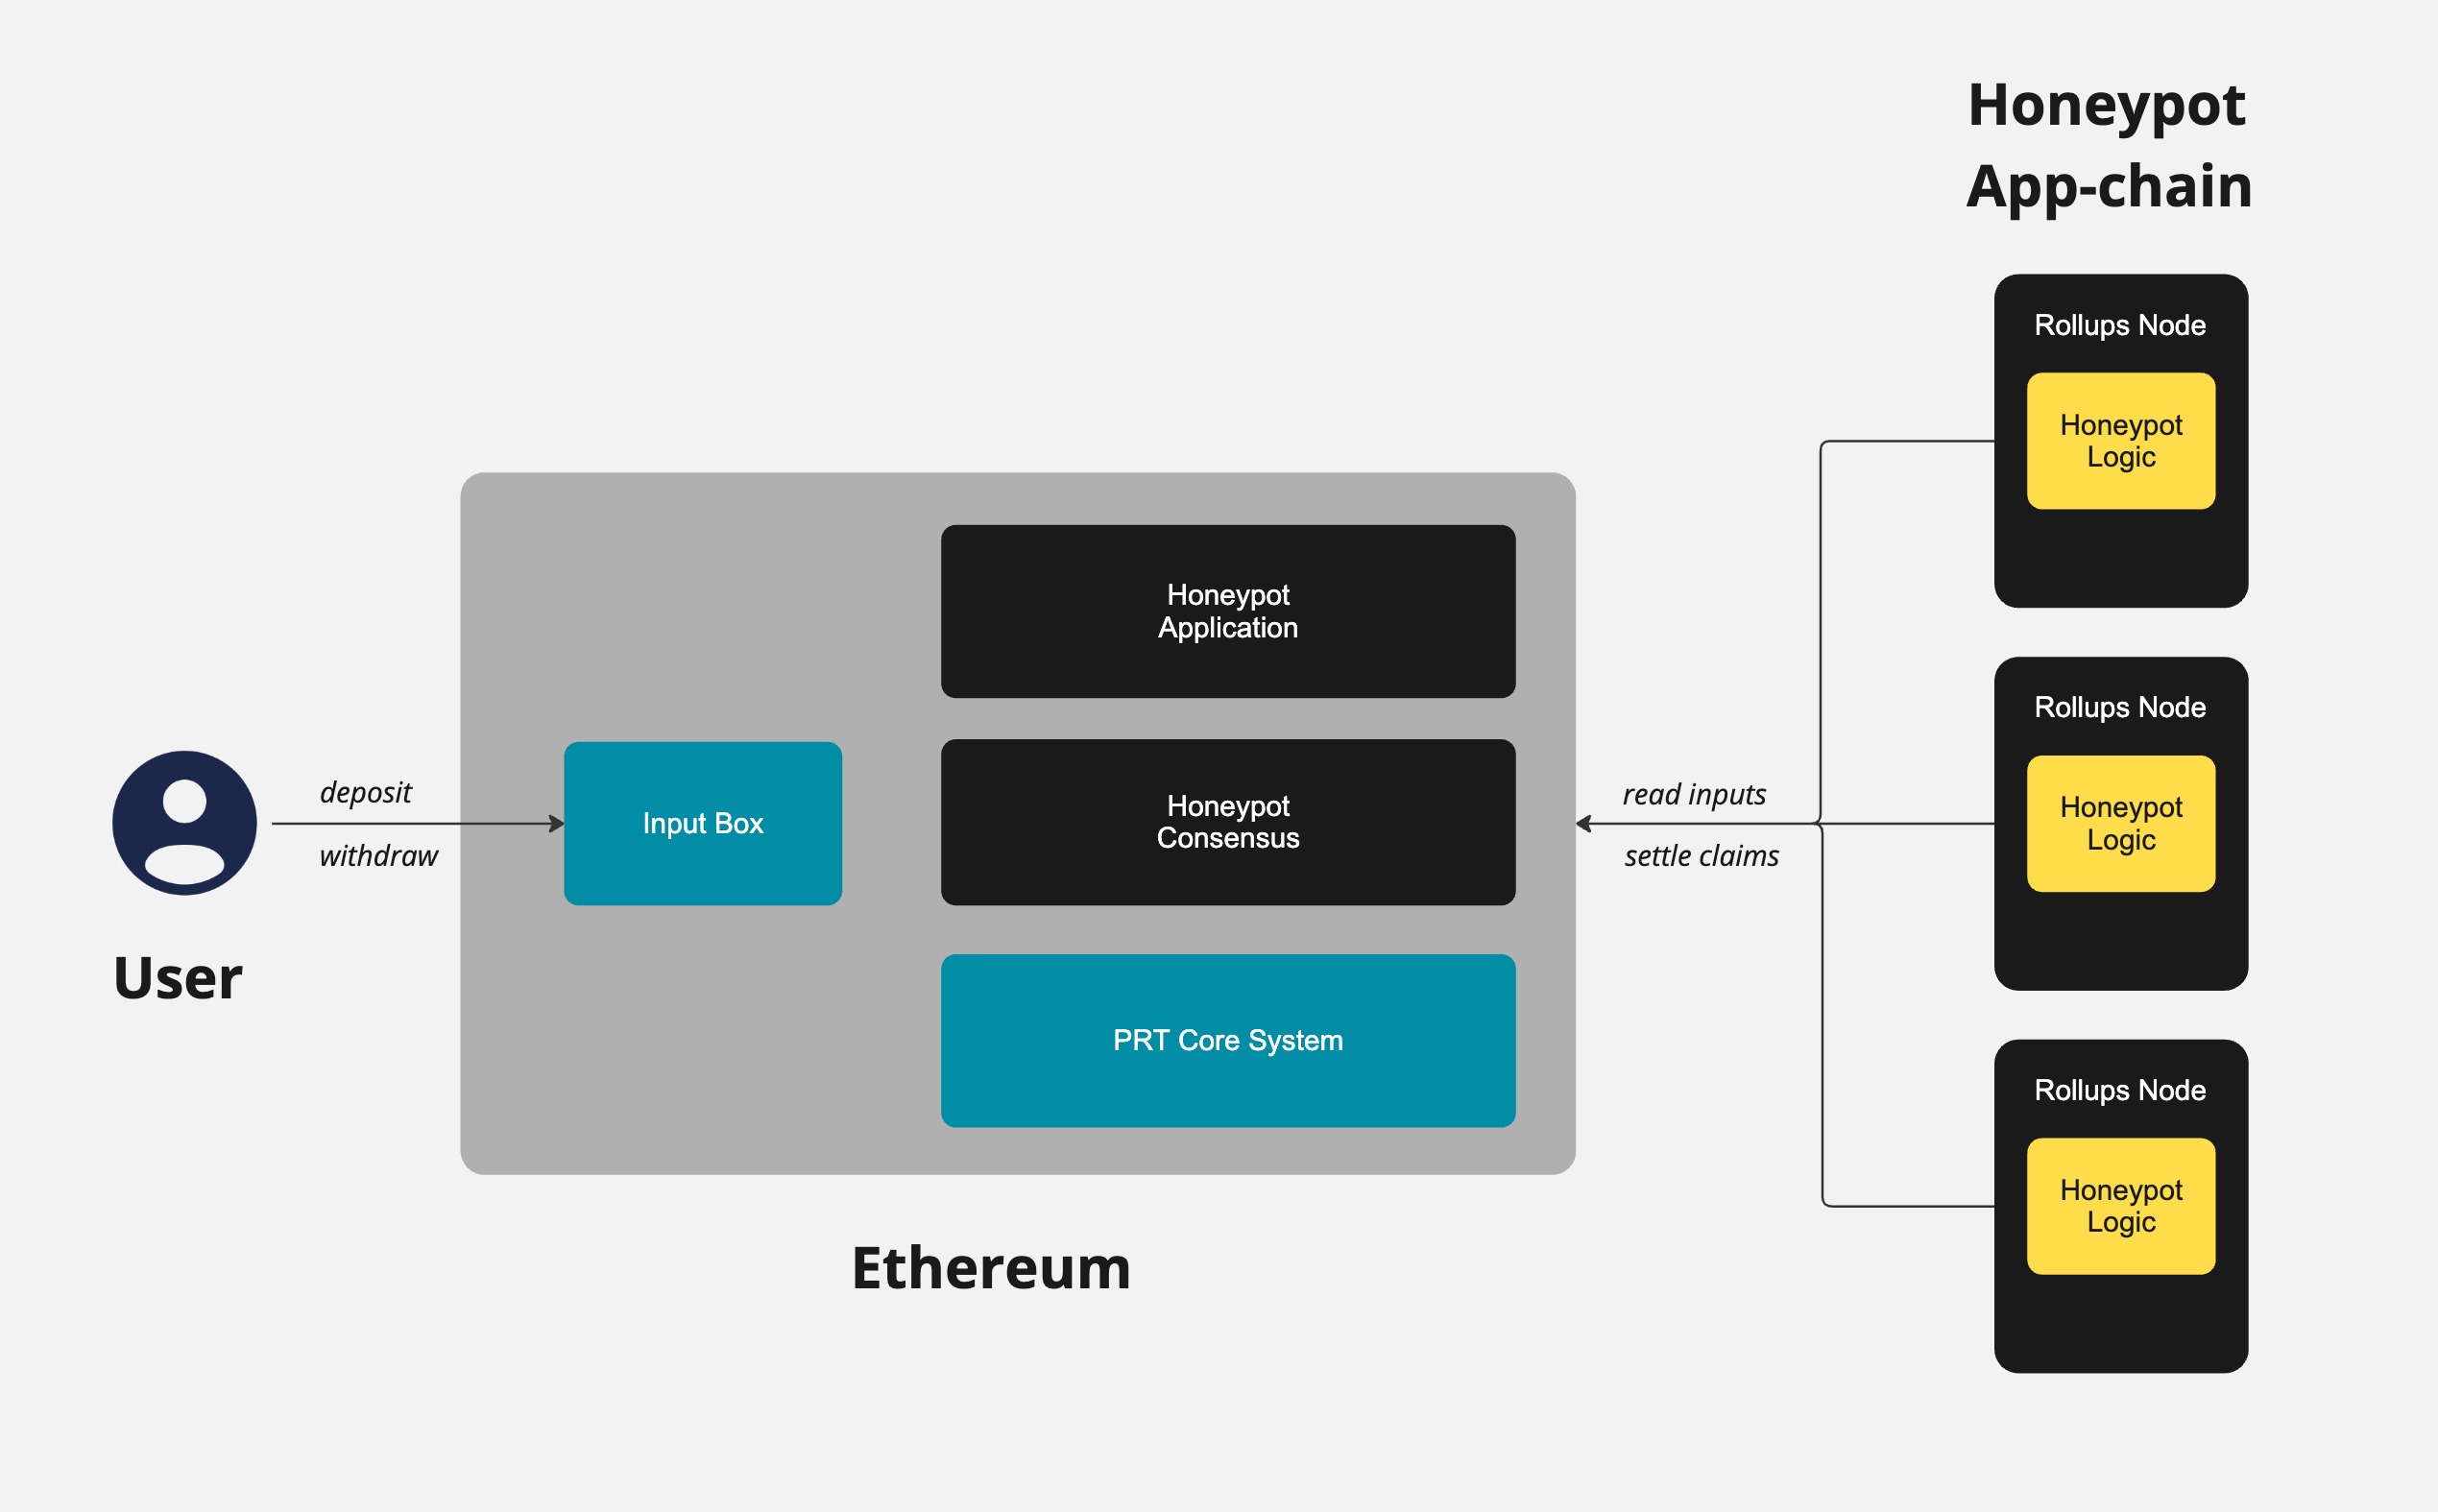 Honeypot
App-chain
Rollups Node
Honeypot
Logic
Honeypot
Application
Rollups Node
Honeypot
Logic
deposit
withdraw
Input Box
Honeypot
Consensus
read inputs
settle claims
User
PRT Core System
Rollups Node
Honeypot
Logic
Ethereum